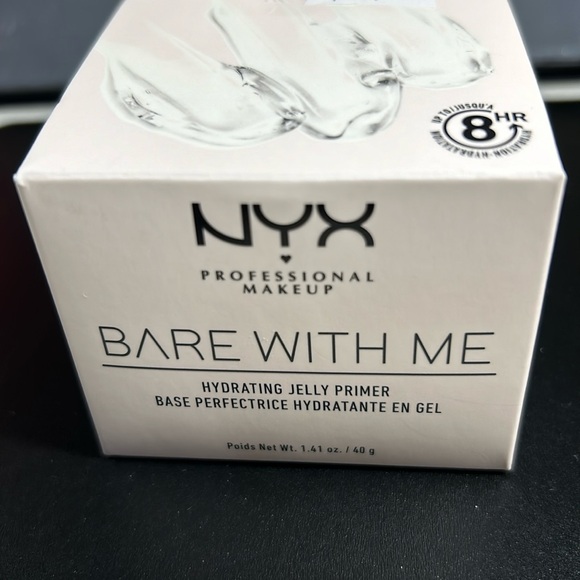 8 HR
NYX
PROFESSIONAL
MAKEUP
BARE WITH ME
HYDRATING JELLY PRIMER
BASE PERFECTRICE HYDRATANTE EN GEL
Poids Net Wt. 1.41 oz. / 40 g